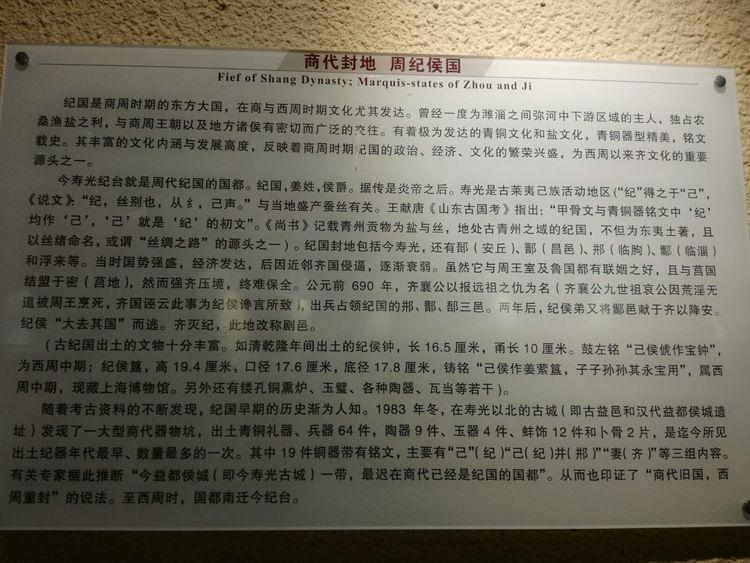 商代封地 周纪侯国
Fief of Shang Dynasty; Marquis-states of Zhou and Ji
纪国是商周时期的东方大国，在商与西周时期文化尤其发达。曾经一度为潍淄之间弥河中下游区域的主人，独占农
桑渔盐之利，与商周王朝以及地方诸侯有密切而广泛的交往。有着极为发达的青铜文化和盐文化，青铜器型精美，铭文
载史。其丰富的文化内涵与发展高度，反映着商周时期纪国的政治、经济、文化的繁荣兴盛，为西周以来齐文化的重要
源头之一。
今寿光纪台就是周代纪国的国都。纪国，姜姓，侯爵。据传是炎帝之后。寿光是古莱夷己族活动地区（“纪”得之于“己”，
《说文》：“纪，丝别也，从纟，己声。”与当地盛产蚕丝有关。王献唐《山东古国考》指出：“甲骨文与青铜器铭文中‘纪’
均作‘己’，‘己’就是‘纪’的初文”。《尚书》记载青州贡物为盐与丝，地处古青州之域的纪国，不但为东夷土著，且
以丝绪命名，或谓“丝绸之路”的源头之一）。纪国封地包括今寿光，还有郚（安丘）、鄑（昌邑）、郱（临朐）、酅（临淄）
和浮来等。当时国势强盛，经济发达，后因近邻齐国侵逼，逐渐衰弱。虽然它与周王室及鲁国都有联姻之好，且与莒国
结盟于密（莒地），然而强齐压境，终难保全。公元前 690 年，齐襄公以报远祖之仇为名（齐襄公九世祖哀公因荒淫无
道被周王烹死，齐国诬云此事为纪侯谗言所致），出兵占领纪国的郱、鄑、郚三邑。两年后，纪侯弟又将酅邑献于齐以降安。
纪侯“大去其国”而逃。齐灭纪，此地改称剧邑。
（古纪国出土的文物十分丰富。如清乾隆年间出土的纪侯钟，长 16.5 厘米，甬长 10 厘米。鼓左铭“己侯虒作宝钟”，
为西周中期；纪侯簋，高 19.4 厘米，口径 17.6 厘米，底径 17.8 厘米，铸铭“己侯作姜萦簋，子子孙孙其永宝用”，属西
周中期，现藏上海博物馆。另外还有镂孔铜熏炉、玉璧、各种陶器、瓦当等若干）。
随着考古资料的不断发现，纪国早期的历史渐为人知。1983 年冬，在寿光以北的古城（即古益邑和汉代益都侯城遗
址）发现了一大型商代器物坑，出土青铜礼器、兵器 64 件，陶器 9 件、玉器 4 件、蚌饰 12 件和卜骨 2 片，是迄今所见
出土纪器年代最早、数量最多的一次。其中 19 件铜器带有铭文，主要有“己”（纪）“己（纪）并（郱）”“妻（齐）”等三组内容。
有关专家据此推断“今益都侯城（即今寿光古城）一带，最迟在商代已经是纪国的国都”。从而也印证了“商代旧国，西
周重封”的说法。至西周时，国都南迁今纪台。